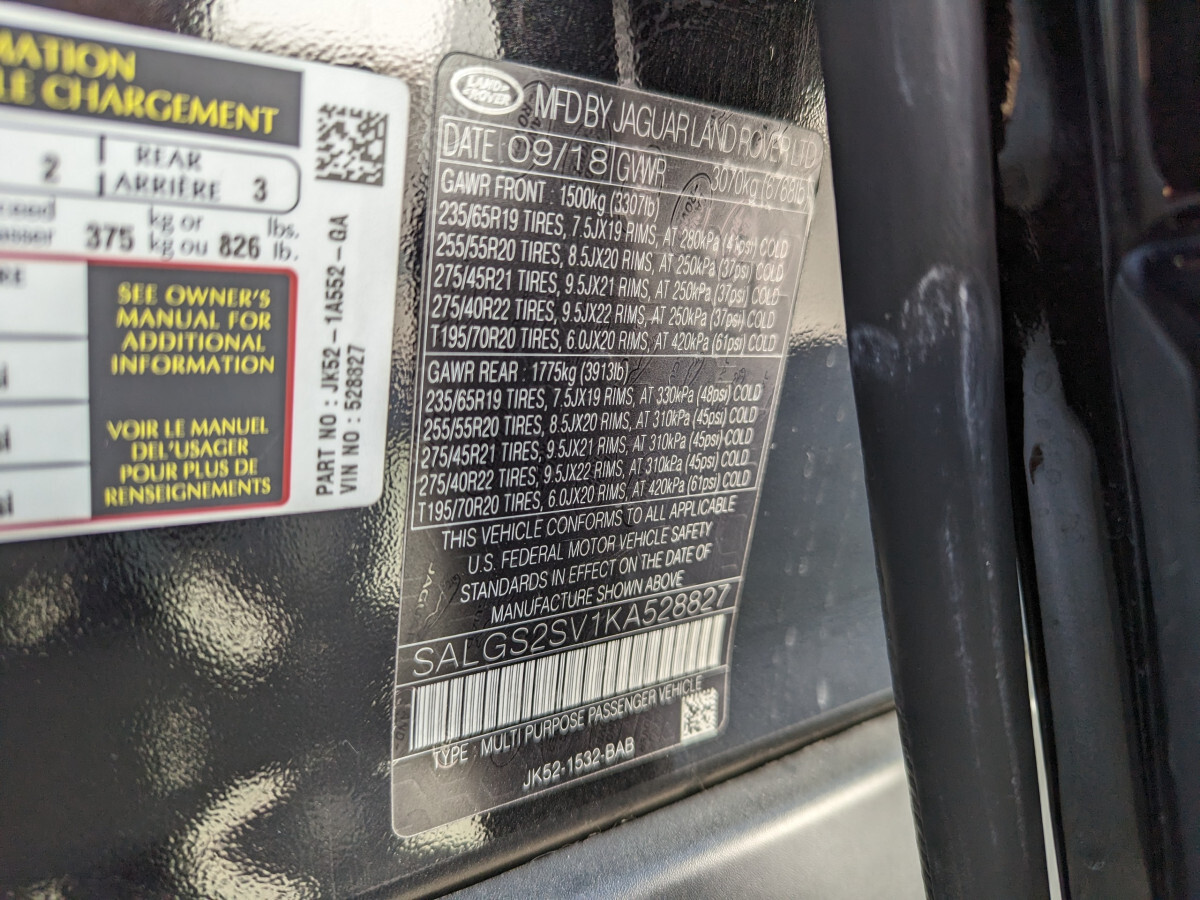 MATION
LE CHARGEMENT
2 REAR
ARRIÈRE 3
kg or lbs.
375 kg ou 826 lb.
SEE OWNER'S
MANUAL FOR
ADDITIONAL
INFORMATION
VOIR LE MANUEL
DEL'USAGER
POUR PLUS DE
RENSEIGNEMENTS
PART NO : JK52-1A552-GA
VIN NO : 528827
LAND ROVER
MFD BY JAGUAR LAND ROVER LTD
DATE 09/18 GVWR 3070kg (6768lb
GAWR FRONT : 1500kg (3307lb)
235/65R19 TIRES, 7.5JX19 RIMS, AT 280kPa (41psi) COLD
255/55R20 TIRES, 8.5JX20 RIMS, AT 250kPa (37psi) COLD
275/45R21 TIRES, 9.5JX21 RIMS, AT 250kPa (37psi) COLD
275/40R22 TIRES, 9.5JX22 RIMS, AT 250kPa (37psi) COLD
T195/70R20 TIRES, 6.0JX20 RIMS, AT 420kPa (61psi) COLD
GAWR REAR : 1775kg (3913lb)
235/65R19 TIRES, 7.5JX19 RIMS, AT 330kPa (48psi) COLD
255/55R20 TIRES, 8.5JX20 RIMS, AT 310kPa (45psi) COLD
275/45R21 TIRES, 9.5JX21 RIMS, AT 310kPa (45psi) COLD
275/40R22 TIRES, 9.5JX22 RIMS, AT 310kPa (45psi) COLD
T195/70R20 TIRES, 6.0JX20 RIMS, AT 420kPa (61psi) COLD
THIS VEHICLE CONFORMS TO ALL APPLICABLE
U.S. FEDERAL MOTOR VEHICLE SAFETY
STANDARDS IN EFFECT ON THE DATE OF
MANUFACTURE SHOWN ABOVE
SALGS2SV1KA528827
TYPE : MULTI PURPOSE PASSENGER VEHICLE
JK52-1532-BAB